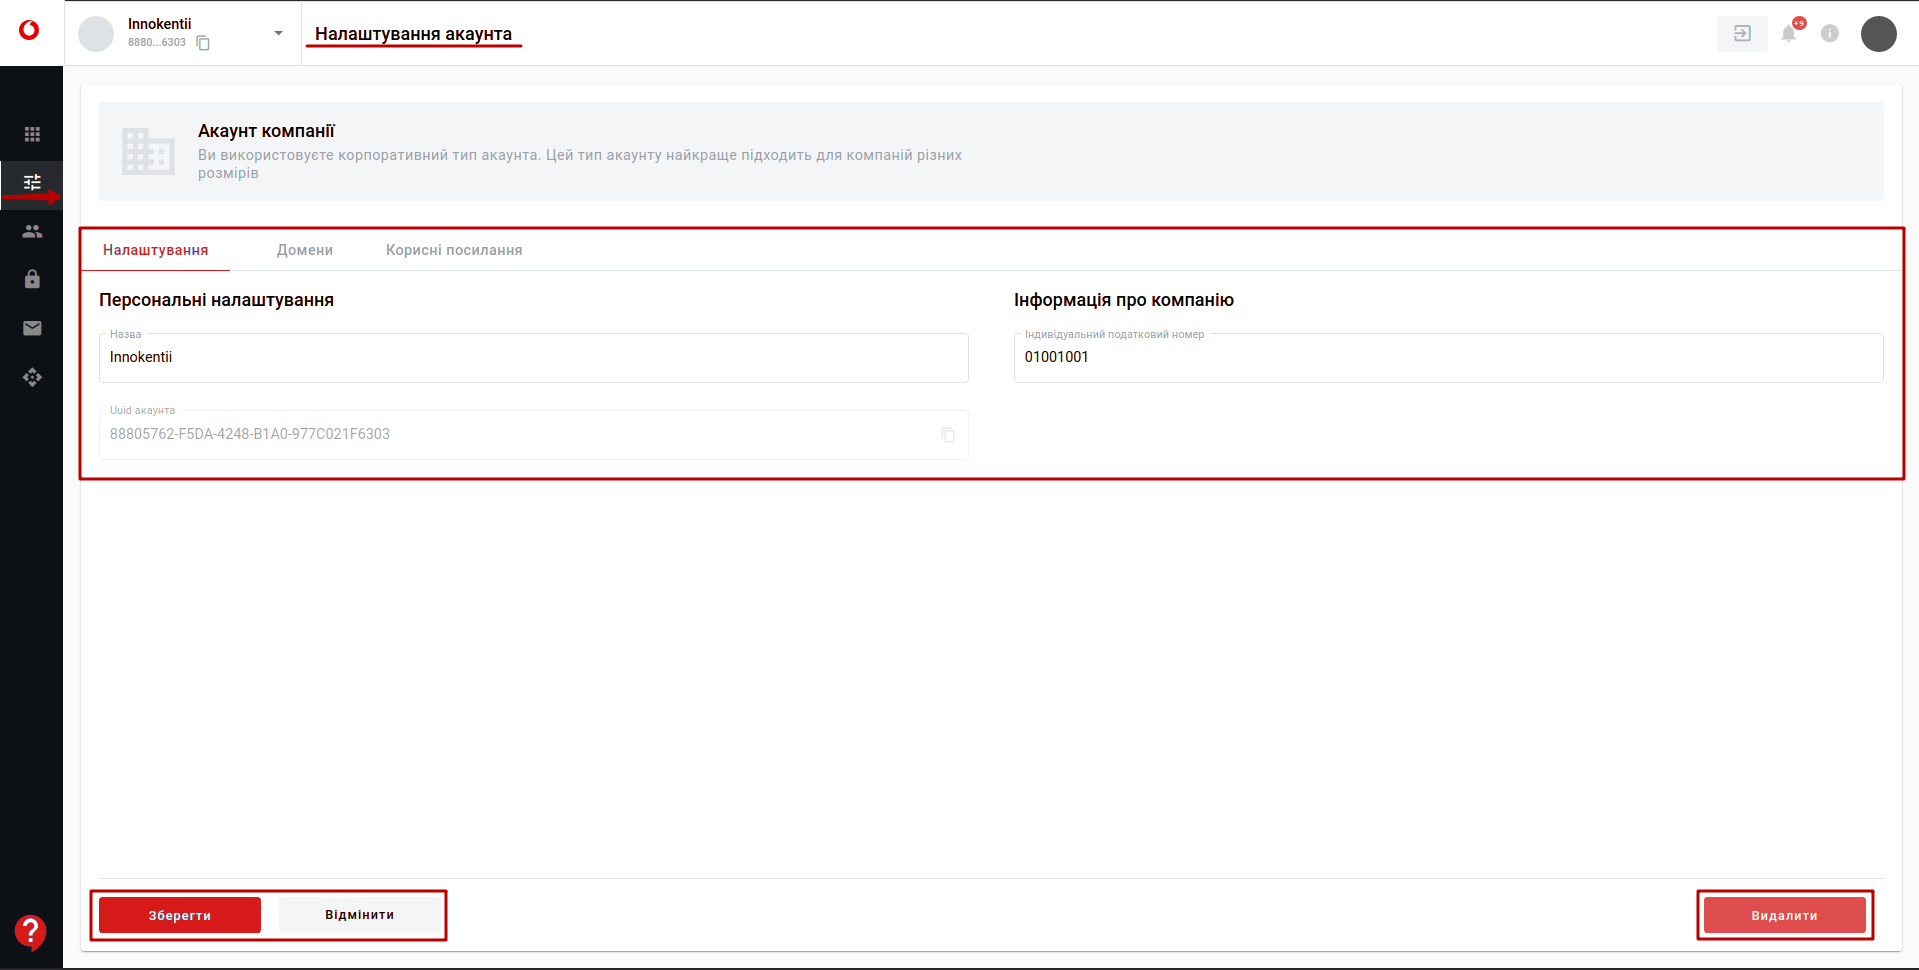 Innokentii
8880...6303
Налаштування акаунта
+9
Акаунт компанії
Ви використовуєте корпоративний тип акаунта. Цей тип акаунту найкраще підходить для компаній різних
розмірів
Налаштування
Домени
Корисні посилання
Персональні налаштування
Назва
Innokentii
Uuid акаунта
88805762-F5DA-4248-B1A0-977C021F6303
Інформація про компанію
Індивідуальний податковий номер
01001001
Зберегти
Відмінити
Видалити